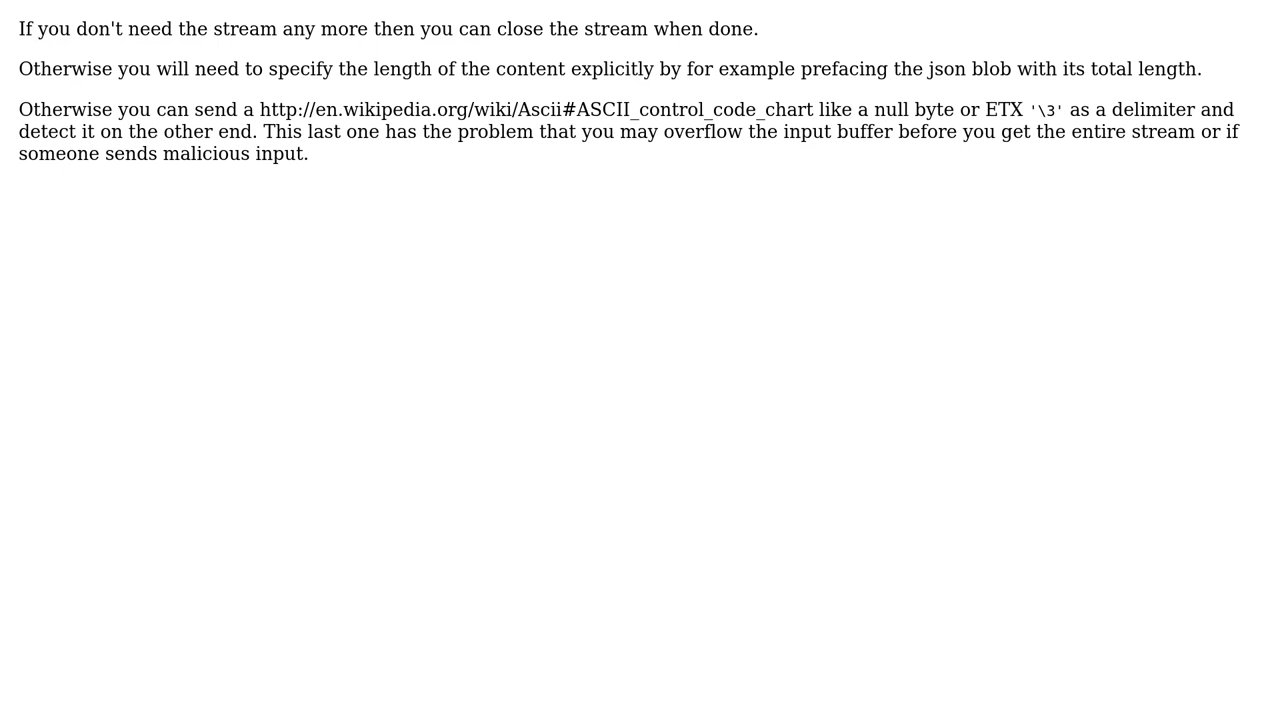 If you don't need the stream any more then you can close the stream when done.
Otherwise you will need to specify the length of the content explicitly by for example prefacing the json blob with its total length.
Otherwise you can send a http://en.wikipedia.org/wiki/Ascii#ASCII_control_code_chart like a null byte or ETX '\3' as a delimiter and
detect it on the other end. This last one has the problem that you may overflow the input buffer before you get the entire stream or if
someone sends malicious input.